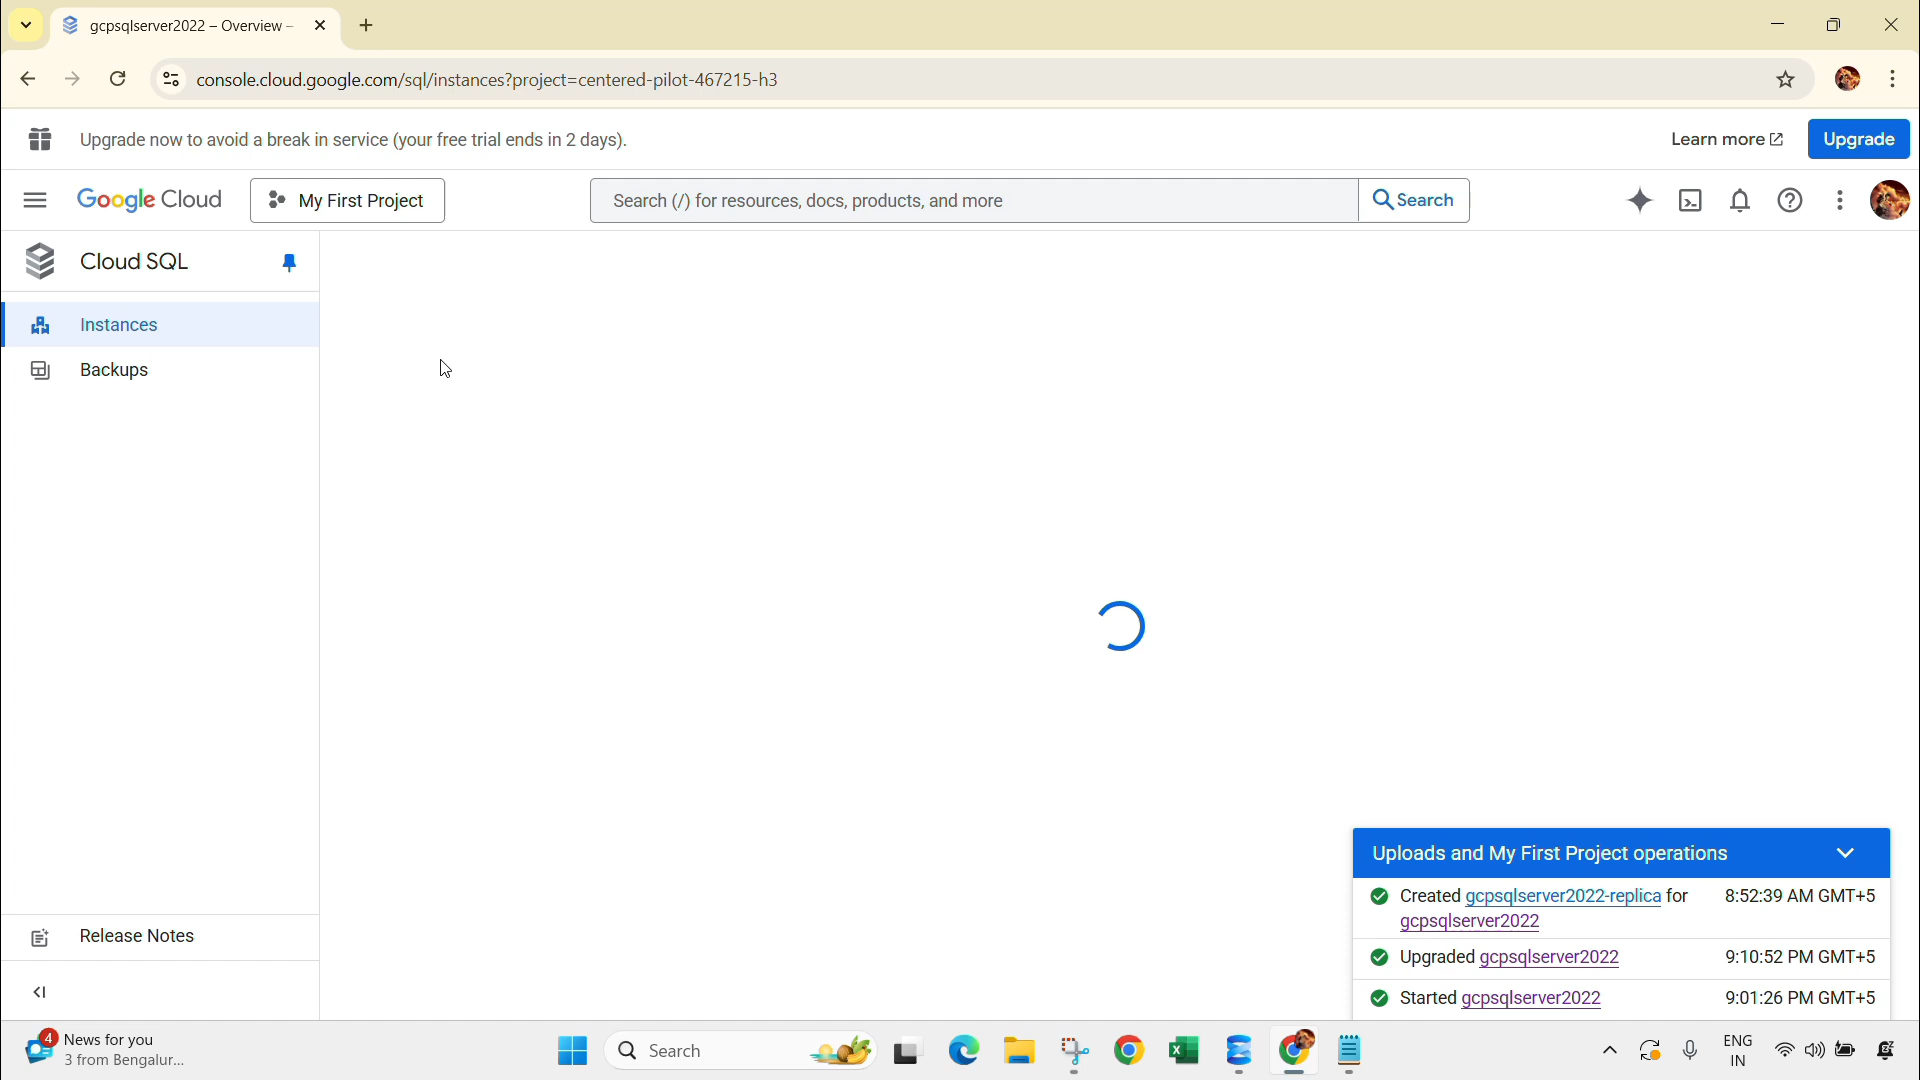 gcpsqlserver2022 – Overview –
console.cloud.google.com/sql/instances?project=centered-pilot-467215-h3
Upgrade now to avoid a break in service (your free trial ends in 2 days).
Learn more
Upgrade
Google Cloud
My First Project
Search (/) for resources, docs, products, and more
Search
Cloud SQL
Instances
Backups
Release Notes
Uploads and My First Project operations
Created gcpsqlserver2022-replica for
gcpsqlserver2022
8:52:39 AM GMT+5
Upgraded gcpsqlserver2022
9:10:52 PM GMT+5
Started gcpsqlserver2022
9:01:26 PM GMT+5
4
News for you
3 from Bengalur...
Search
ENG
IN